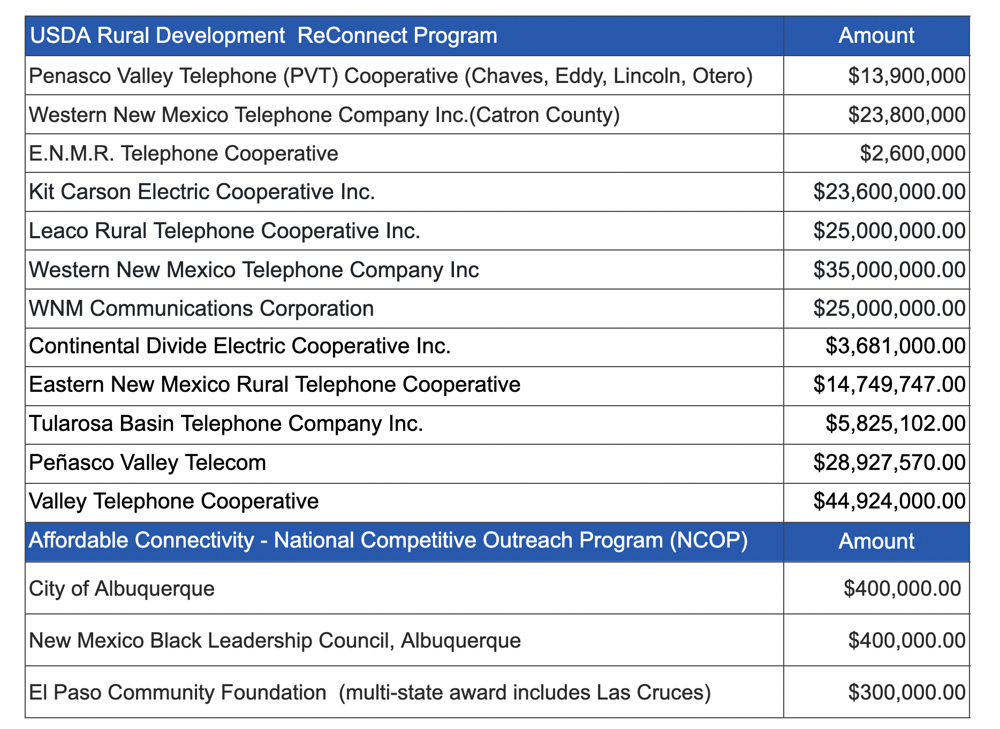 USDA Rural Development  ReConnect Program Amount
Penasco Valley Telephone (PVT) Cooperative (Chaves, Eddy, Lincoln, Otero) $13,900,000
Western New Mexico Telephone Company Inc.(Catron County) $23,800,000
E.N.M.R. Telephone Cooperative $2,600,000
Kit Carson Electric Cooperative Inc. $23,600,000.00
Leaco Rural Telephone Cooperative Inc. $25,000,000.00
Western New Mexico Telephone Company Inc $35,000,000.00
WNM Communications Corporation $25,000,000.00
Continental Divide Electric Cooperative Inc. $3,681,000.00
Eastern New Mexico Rural Telephone Cooperative $14,749,747.00
Tularosa Basin Telephone Company Inc. $5,825,102.00
Peñasco Valley Telecom $28,927,570.00
Valley Telephone Cooperative $44,924,000.00
Affordable Connectivity - National Competitive Outreach Program (NCOP) Amount
City of Albuquerque $400,000.00
New Mexico Black Leadership Council, Albuquerque $400,000.00
El Paso Community Foundation  (multi-state award includes Las Cruces) $300,000.00